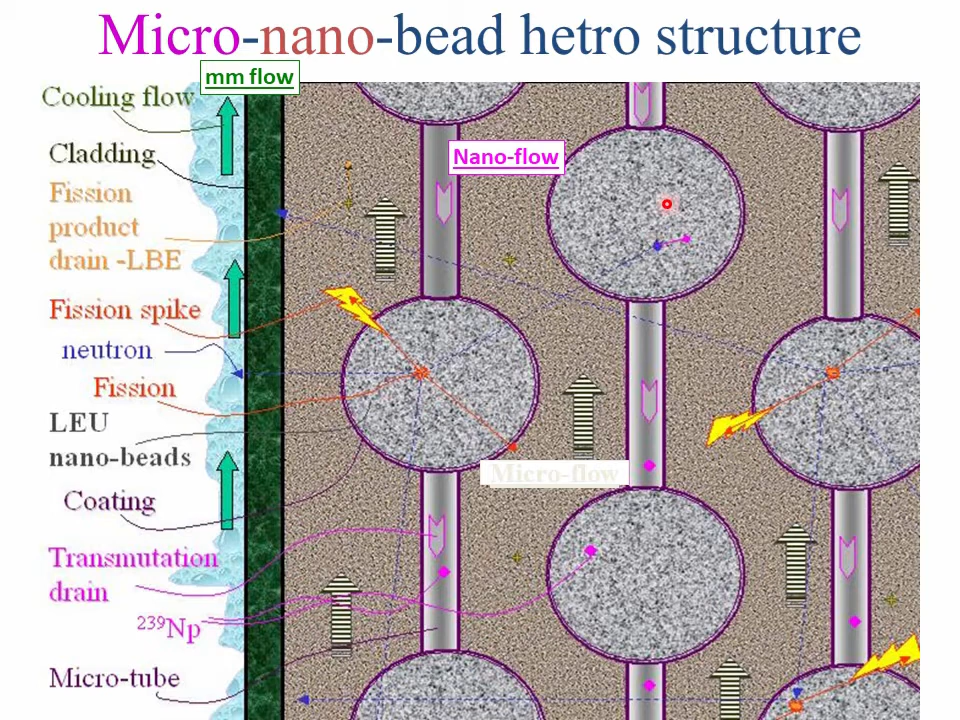 Micro-nano-bead hetro structure
mm flow
Cooling flow
Cladding
Nano-flow
Fission
product
drain -LBE
Fission spike
neutron
Fission
LEU
nano-beads
Micro-flow
Coating
Transmutation
drain
²³⁹Np
Micro-tube